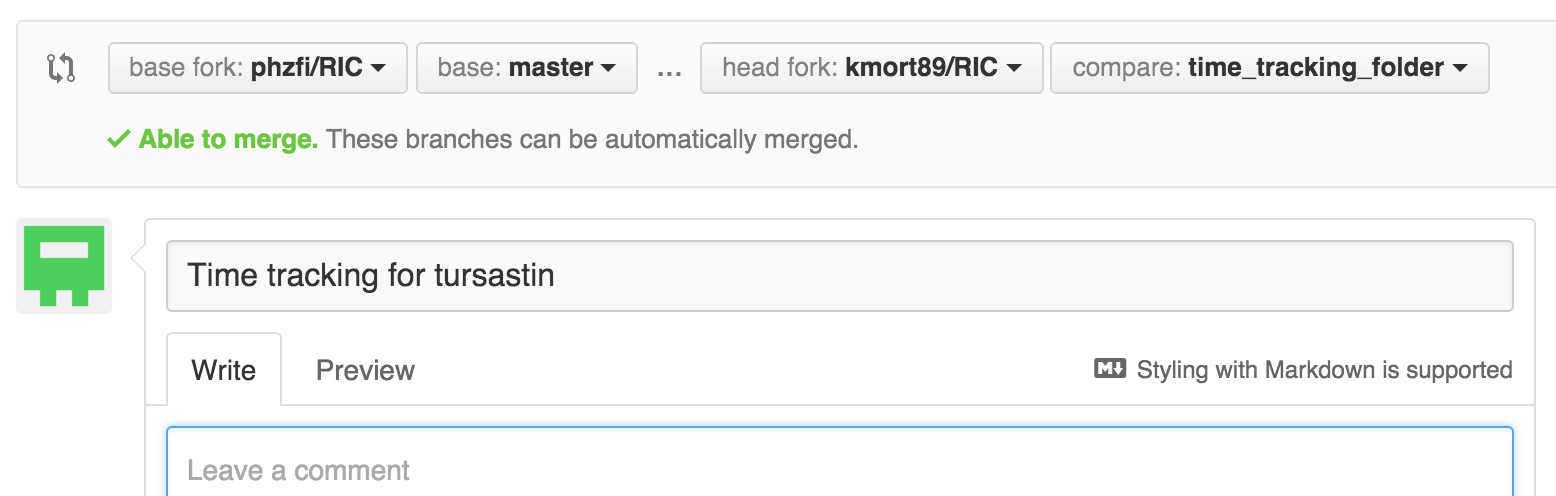 base fork: phzfi/RIC base: master ... head fork: kmort89/RIC compare: time_tracking_folder
Able to merge. These branches can be automatically merged.
Time tracking for tursastin
Write Preview Styling with Markdown is supported
Leave a comment